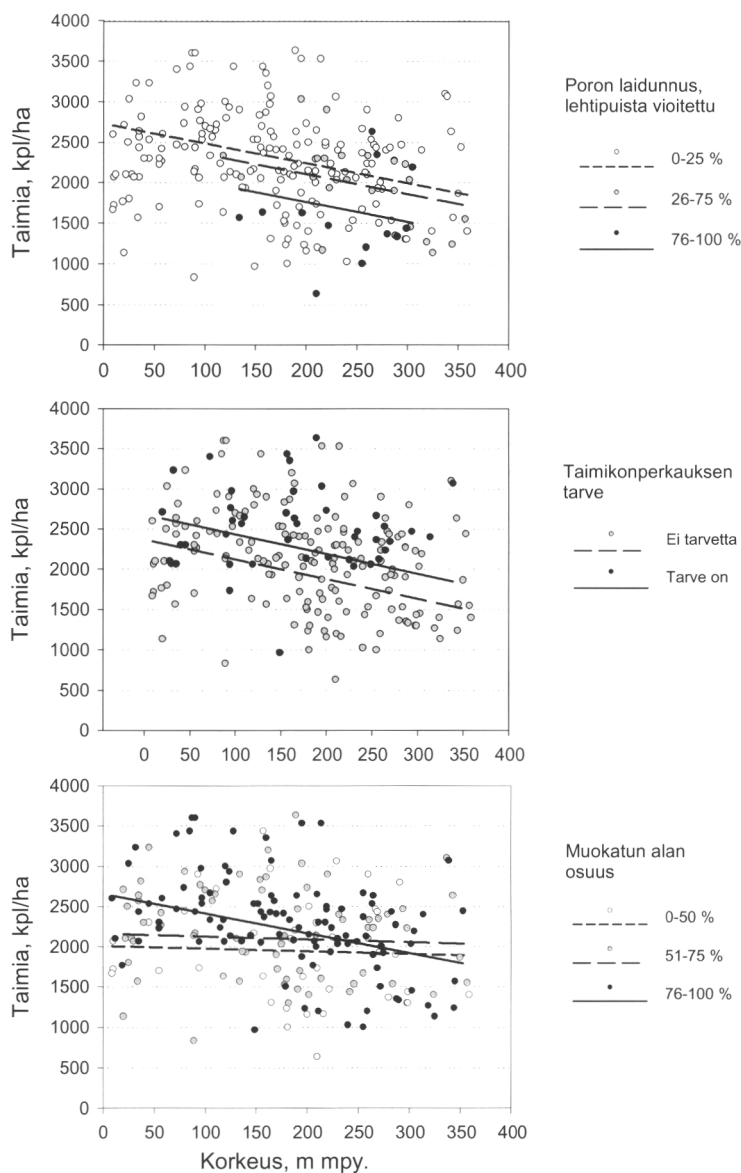 4000
3500
3000
2500
2000
1500
1000
500
0
Taimia, kpl/ha
0 50 100 150 200 250 300 350 400
Poron laidunnus,
lehtipuista vioitettu
0-25 %
26-75 %
76-100 %
4000
3500
3000
2500
2000
1500
1000
500
0
Taimia, kpl/ha
0 50 100 150 200 250 300 350 400
Taimikonperkauksen
tarve
Ei tarvetta
Tarve on
4000
3500
3000
2500
2000
1500
1000
500
0
Taimia, kpl/ha
0 50 100 150 200 250 300 350 400
Korkeus, m mpy.
Muokatun alan
osuus
0-50 %
51-75 %
76-100 %